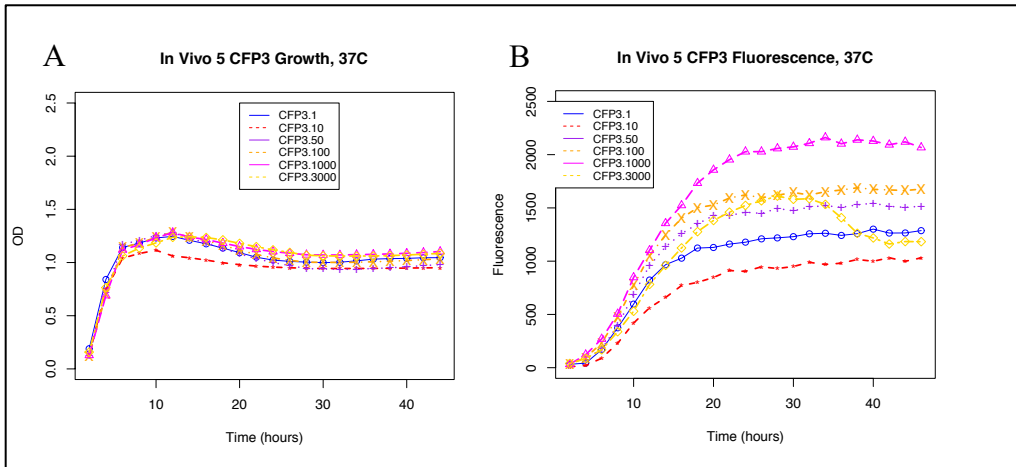 A
In Vivo 5 CFP3 Growth, 37C
OD
2.5
2.0
1.5
1.0
0.5
0.0
CFP3.1
CFP3.10
CFP3.50
CFP3.100
CFP3.1000
CFP3.3000
10
20
30
40
Time (hours)
B
In Vivo 5 CFP3 Fluorescence, 37C
Fluorescence
2500
2000
1500
1000
500
0
CFP3.1
CFP3.10
CFP3.50
CFP3.100
CFP3.1000
CFP3.3000
10
20
30
40
Time (hours)